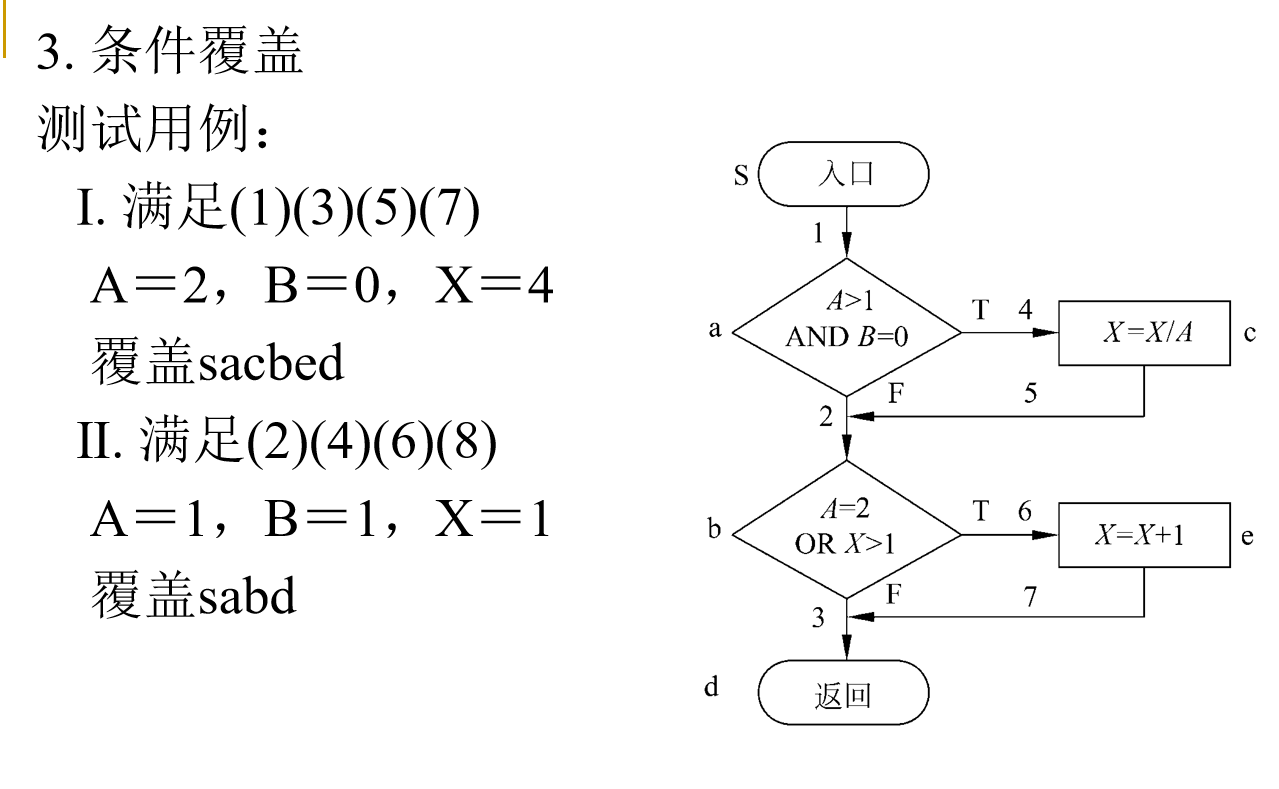 3. 条件覆盖
测试用例：
I. 满足(1)(3)(5)(7)
A＝2，B＝0，X＝4
覆盖sacbed
II. 满足(2)(4)(6)(8)
A＝1，B＝1，X＝1
覆盖sabd
S
入口
1
a
A>1
AND B=0
T 4
X=X/A
c
F
5
2
b
A=2
OR X>1
T 6
X=X+1
e
F
7
3
d
返回